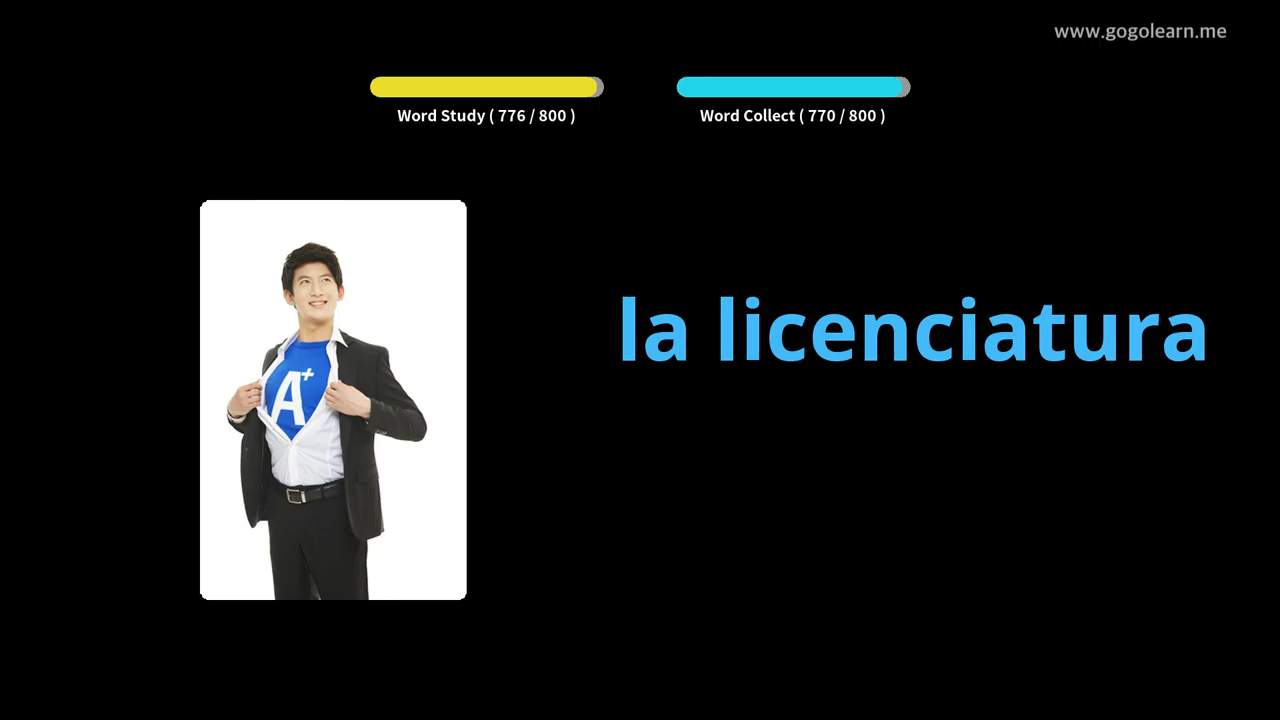 www.gogolearn.me
Word Study ( 776 / 800 )
Word Collect ( 770 / 800 )
A+
la licenciatura